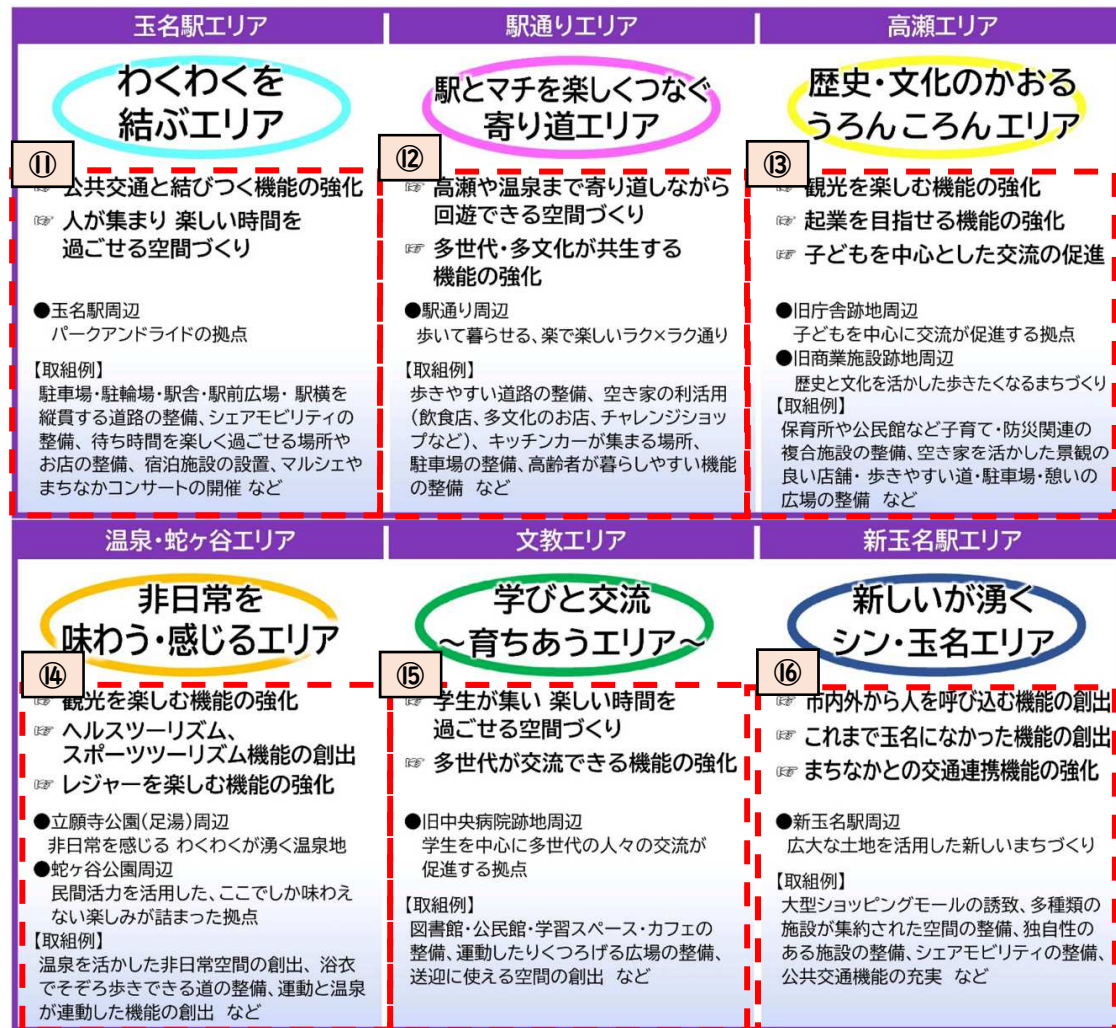 玉名駅エリア
わくわくを
結ぶエリア
⑪
☞ 公共交通と結びつく機能の強化
☞ 人が集まり 楽しい時間を
過ごせる空間づくり
●玉名駅周辺
パークアンドライドの拠点
【取組例】
駐車場・駐輪場・駅舎・駅前広場・ 駅横を
縦貫する道路の整備、シェアモビリティの
整備、待ち時間を楽しく過ごせる場所や
お店の整備、宿泊施設の設置、マルシェや
まちなかコンサートの開催 など
駅通りエリア
駅とマチを楽しくつなぐ
寄り道エリア
⑫
☞ 高瀬や温泉まで寄り道しながら
回遊できる空間づくり
☞ 多世代・多文化が共生する
機能の強化
●駅通り周辺
歩いて暮らせる、楽で楽しいラク×ラク通り
【取組例】
歩きやすい道路の整備、空き家の利活用
(飲食店、多文化のお店、チャレンジショッ
プなど)、キッチンカーが集まる場所、
駐車場の整備、高齢者が暮らしやすい機能
の整備 など
高瀬エリア
歴史・文化のかおる
うろんころんエリア
⑬
☞ 観光を楽しむ機能の強化
☞ 起業を目指せる機能の強化
☞ 子どもを中心とした交流の促進
●旧庁舎跡地周辺
子どもを中心に交流が促進する拠点
●旧商業施設跡地周辺
歴史と文化を活かした歩きたくなるまちづくり
【取組例】
保育所や公民館など子育て・防災関連の
複合施設の整備、空き家を活かした景観の
良い店舗・ 歩きやすい道・駐車場・憩いの
広場の整備 など
温泉・蛇ヶ谷エリア
非日常を
味わう・感じるエリア
⑭
☞ 観光を楽しむ機能の強化
☞ ヘルスツーリズム、
スポーツツーリズム機能の創出
☞ レジャーを楽しむ機能の強化
●立願寺公園(足湯)周辺
非日常を感じる わくわくが湧く温泉地
●蛇ヶ谷公園周辺
民間活力を活用した、ここでしか味わえ
ない楽しみが詰まった拠点
【取組例】
温泉を活かした非日常空間の創出、浴衣
でそぞろ歩きできる道の整備、運動と温泉
が連動した機能の創出 など
文教エリア
学びと交流
~育ちあうエリア~
⑮
☞ 学生が集い 楽しい時間を
過ごせる空間づくり
☞ 多世代が交流できる機能の強化
●旧中央病院跡地周辺
学生を中心に多世代の人々の交流が
促進する拠点
【取組例】
図書館・公民館・学習スペース・カフェの
整備、運動したりくつろげる広場の整備、
送迎に使える空間の創出 など
新玉名駅エリア
新しいが湧く
シン・玉名エリア
⑯
☞ 市内外から人を呼び込む機能の創出
☞ これまで玉名になかった機能の創出
☞ まちなかとの交通連携機能の強化
●新玉名駅周辺
広大な土地を活用した新しいまちづくり
【取組例】
大型ショッピングモールの誘致、多種類の
施設が集約された空間の整備、独自性の
ある施設の整備、シェアモビリティの整備、
公共交通機能の充実 など